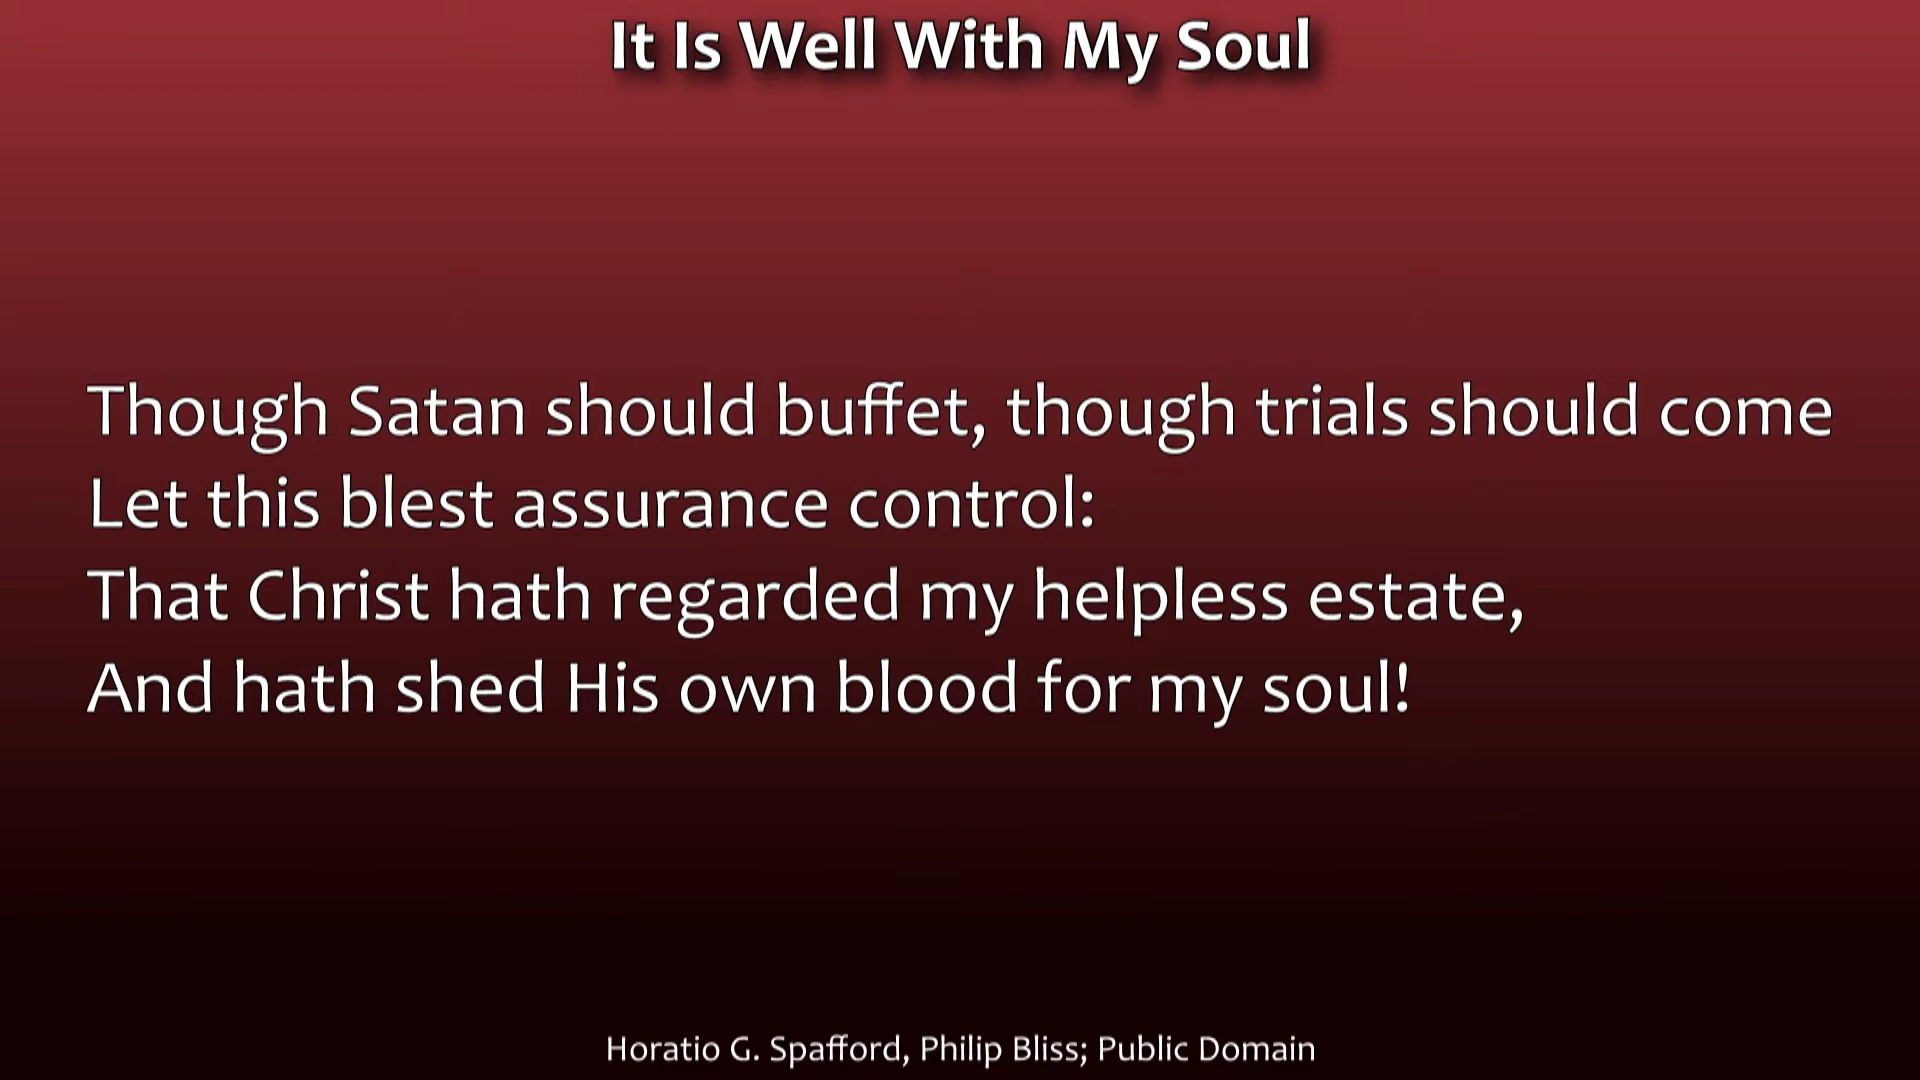 It Is Well With My Soul
Though Satan should buffet, though trials should come
Let this blest assurance control:
That Christ hath regarded my helpless estate,
And hath shed His own blood for my soul!
Horatio G. Spafford, Philip Bliss; Public Domain